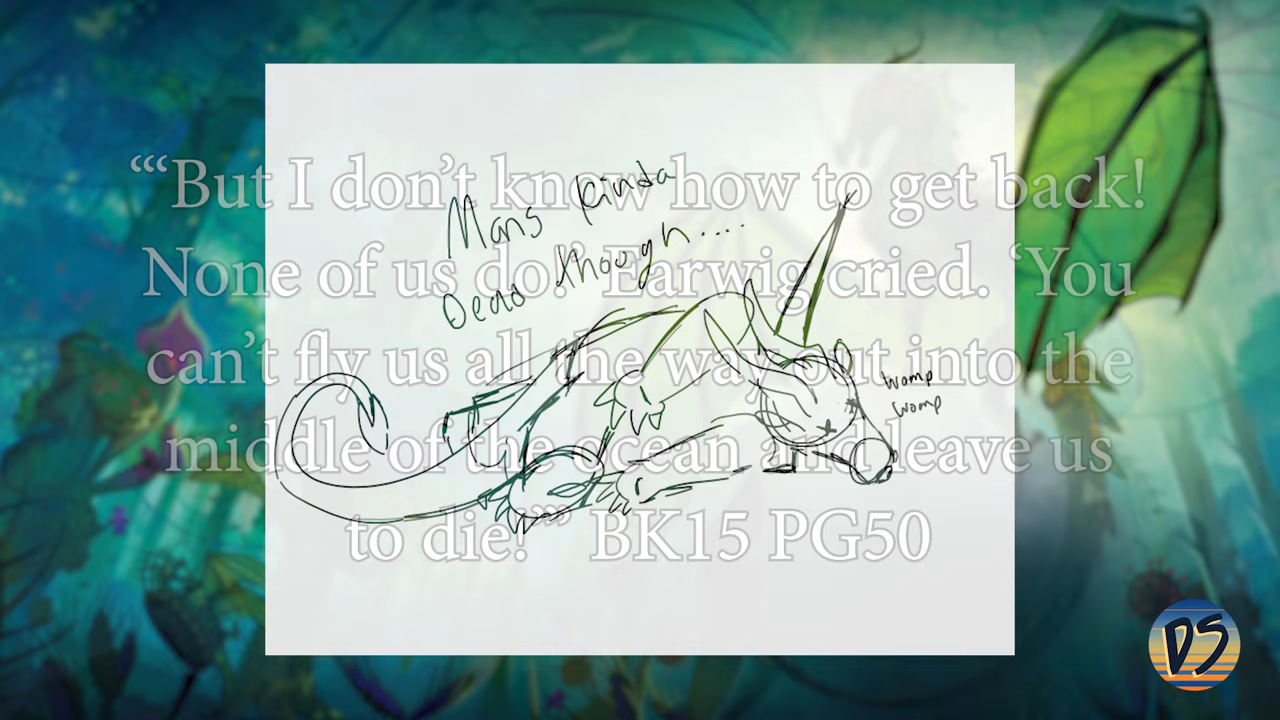 “‘But I don’t know how to get back!
None of us do!’ Earwig cried. ‘You
can’t fly us all the way out into the
middle of the ocean and leave us
to die!’” BK15 PG50
Mans kinda
Dead though....
womp
womp
DS